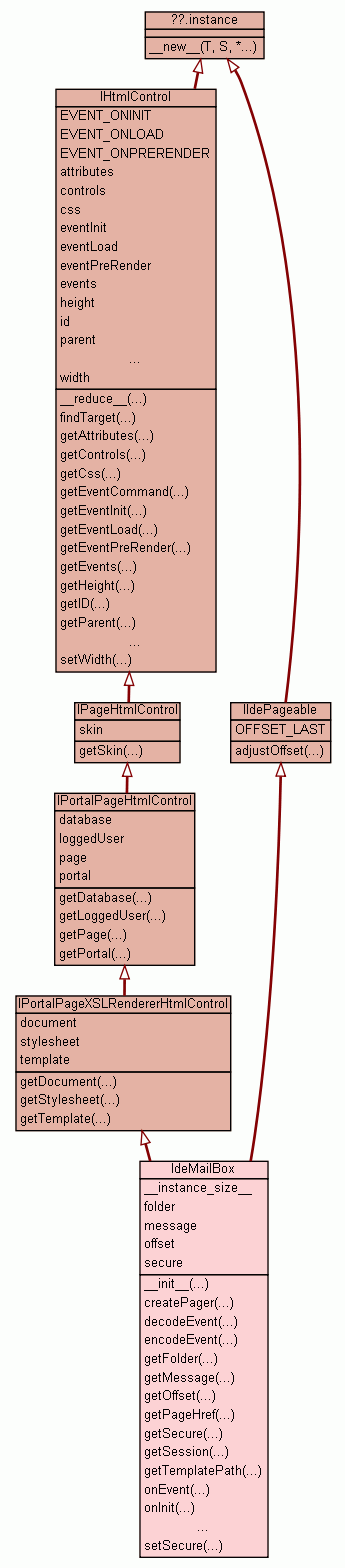 ??.instance
__new__(T, S, *...)
IHtmlControl
EVENT_ONINIT
EVENT_ONLOAD
EVENT_ONPRERENDER
attributes
controls
css
eventInit
eventLoad
eventPreRender
events
height
id
parent
...
width
__reduce__(...)
findTarget(...)
getAttributes(...)
getControls(...)
getCss(...)
getEventCommand(...)
getEventInit(...)
getEventLoad(...)
getEventPreRender(...)
getEvents(...)
getHeight(...)
getID(...)
getParent(...)
...
setWidth(...)
IPageHtmlControl
skin
getSkin(...)
IIdePageable
OFFSET_LAST
adjustOffset(...)
IPortalPageHtmlControl
database
loggedUser
page
portal
getDatabase(...)
getLoggedUser(...)
getPage(...)
getPortal(...)
IPortalPageXSLRendererHtmlControl
document
stylesheet
template
getDocument(...)
getStylesheet(...)
getTemplate(...)
IdeMailBox
__instance_size__
folder
message
offset
secure
__init__(...)
createPager(...)
decodeEvent(...)
encodeEvent(...)
getFolder(...)
getMessage(...)
getOffset(...)
getPageHref(...)
getSecure(...)
getSession(...)
getTemplatePath(...)
onEvent(...)
onInit(...)
...
setSecure(...)